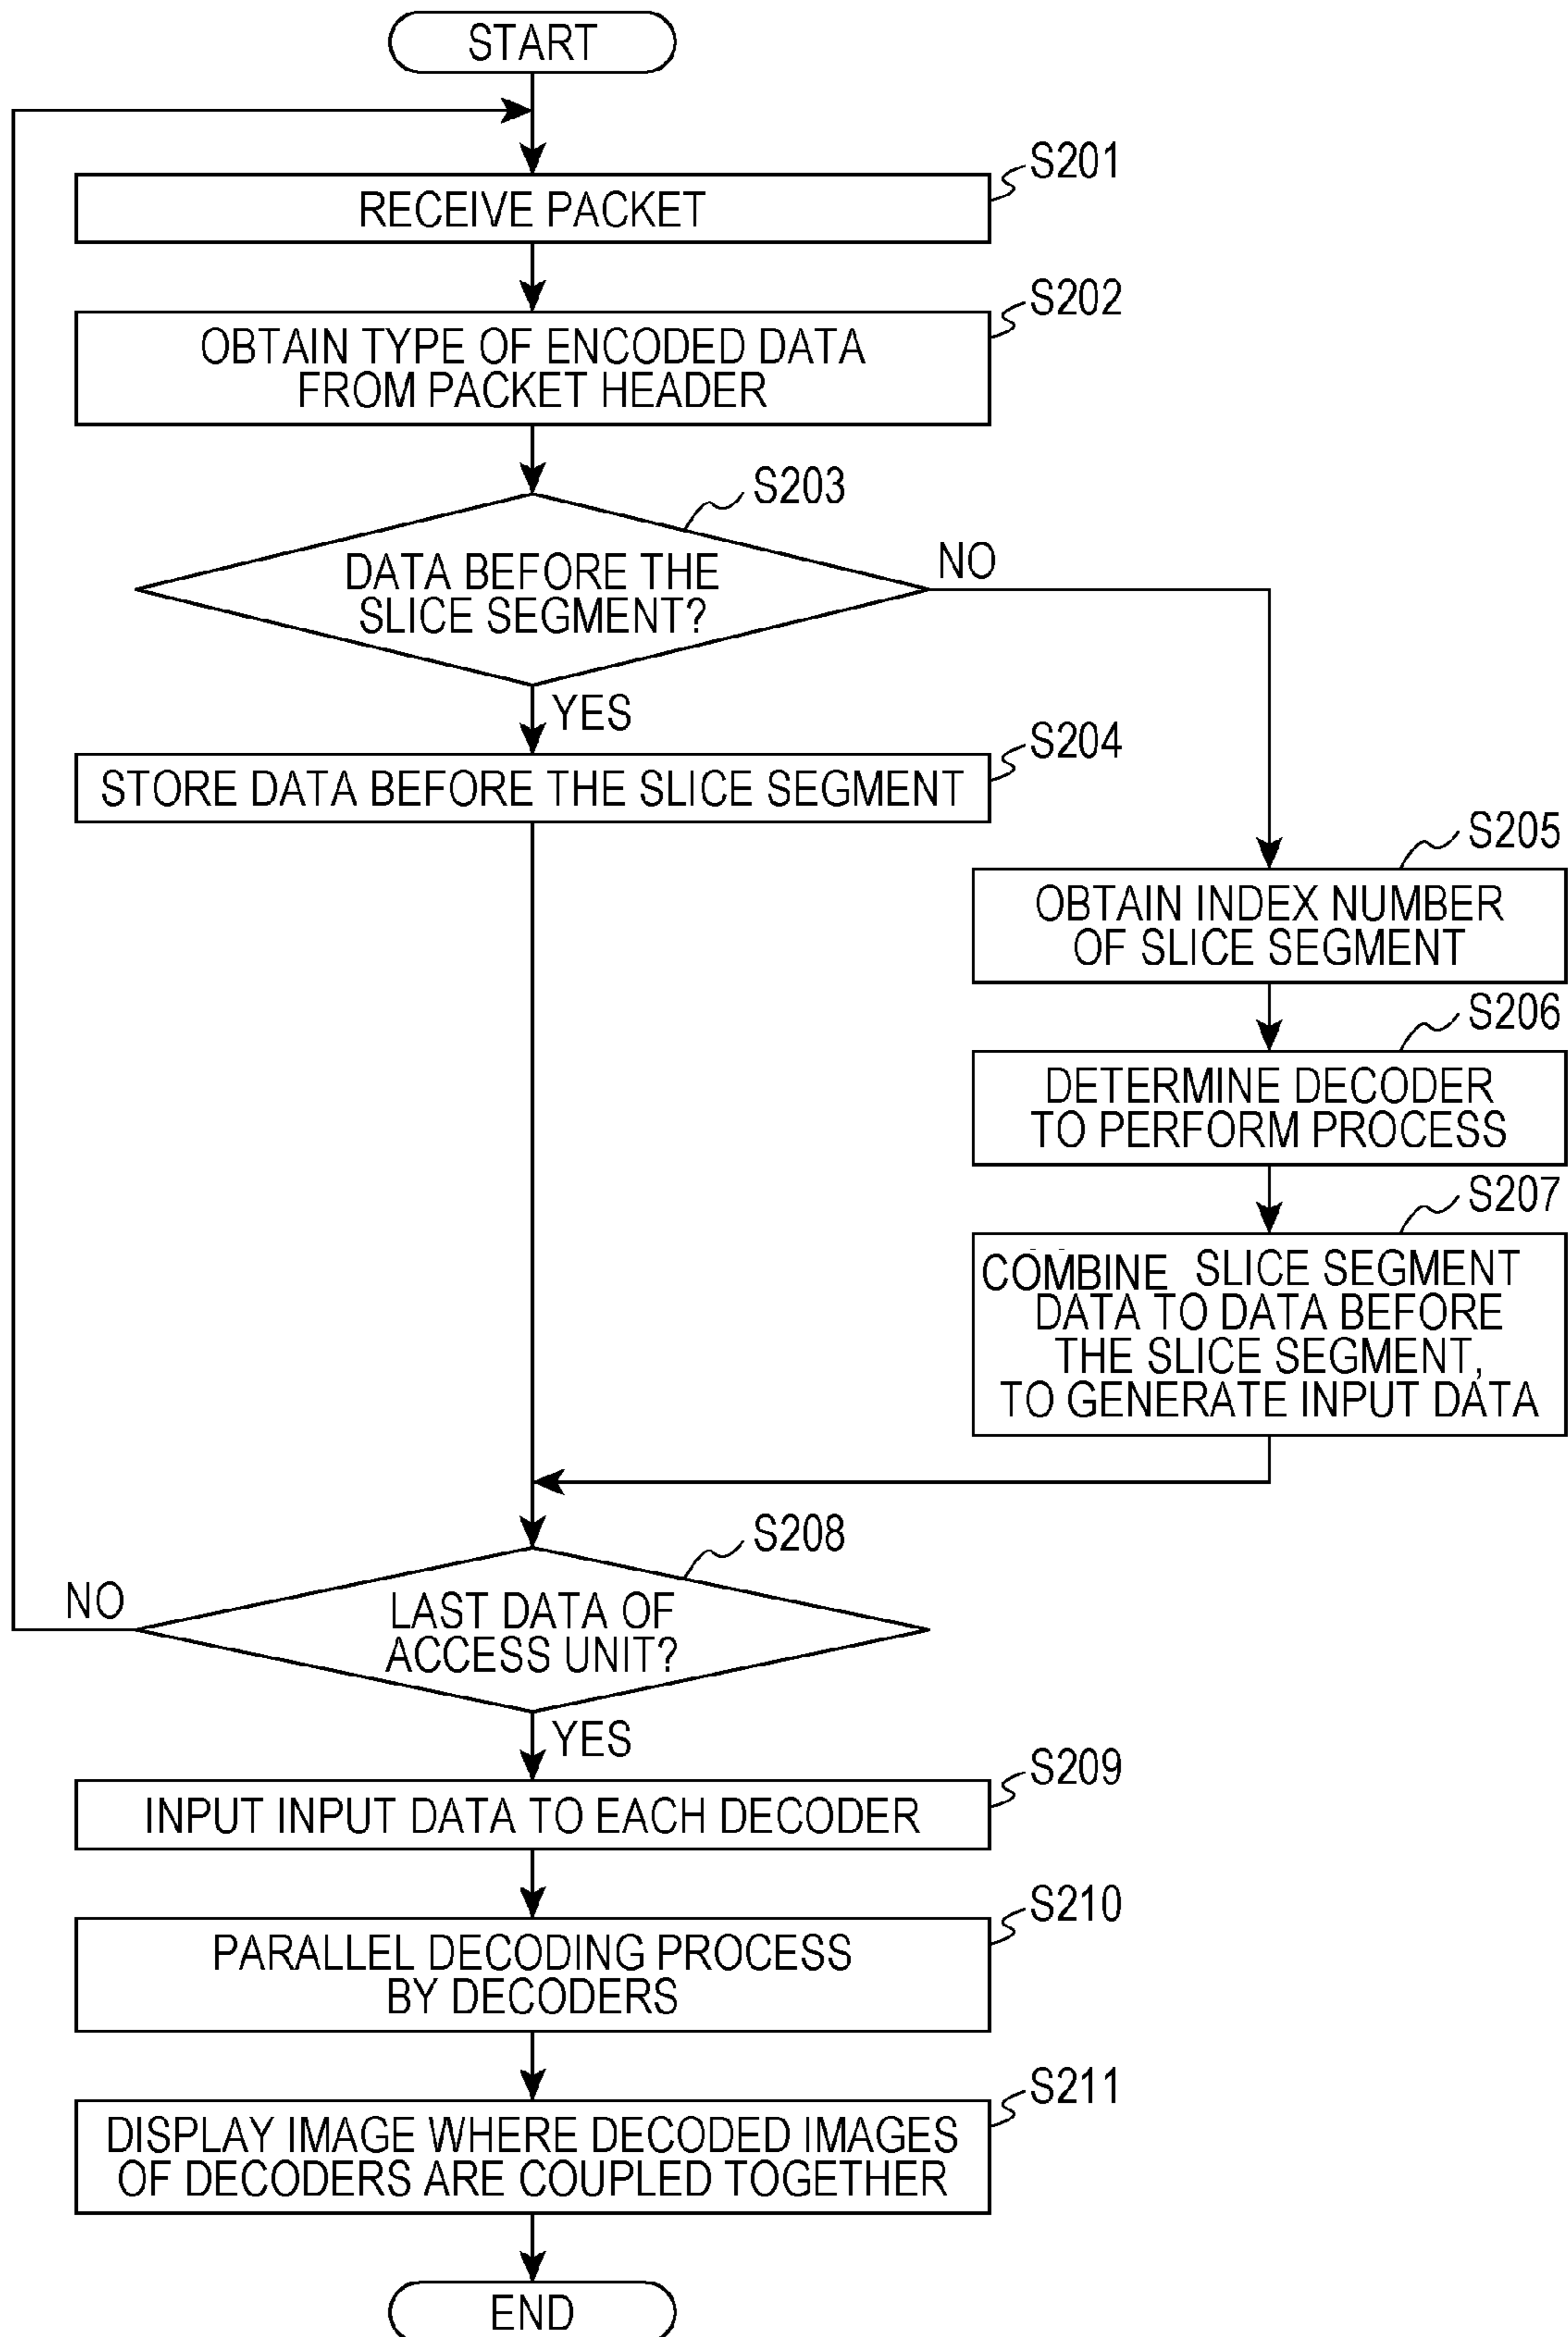 START
S201
RECEIVE PACKET
S202
OBTAIN TYPE OF ENCODED DATA
FROM PACKET HEADER
S203
DATA BEFORE THE
SLICE SEGMENT?
NO
YES
S204
STORE DATA BEFORE THE SLICE SEGMENT
S205
OBTAIN INDEX NUMBER
OF SLICE SEGMENT
S206
DETERMINE DECODER
TO PERFORM PROCESS
S207
COMBINE SLICE SEGMENT
DATA TO DATA BEFORE
THE SLICE SEGMENT,
TO GENERATE INPUT DATA
S208
LAST DATA OF
ACCESS UNIT?
NO
YES
S209
INPUT INPUT DATA TO EACH DECODER
S210
PARALLEL DECODING PROCESS
BY DECODERS
S211
DISPLAY IMAGE WHERE DECODED IMAGES
OF DECODERS ARE COUPLED TOGETHER
END